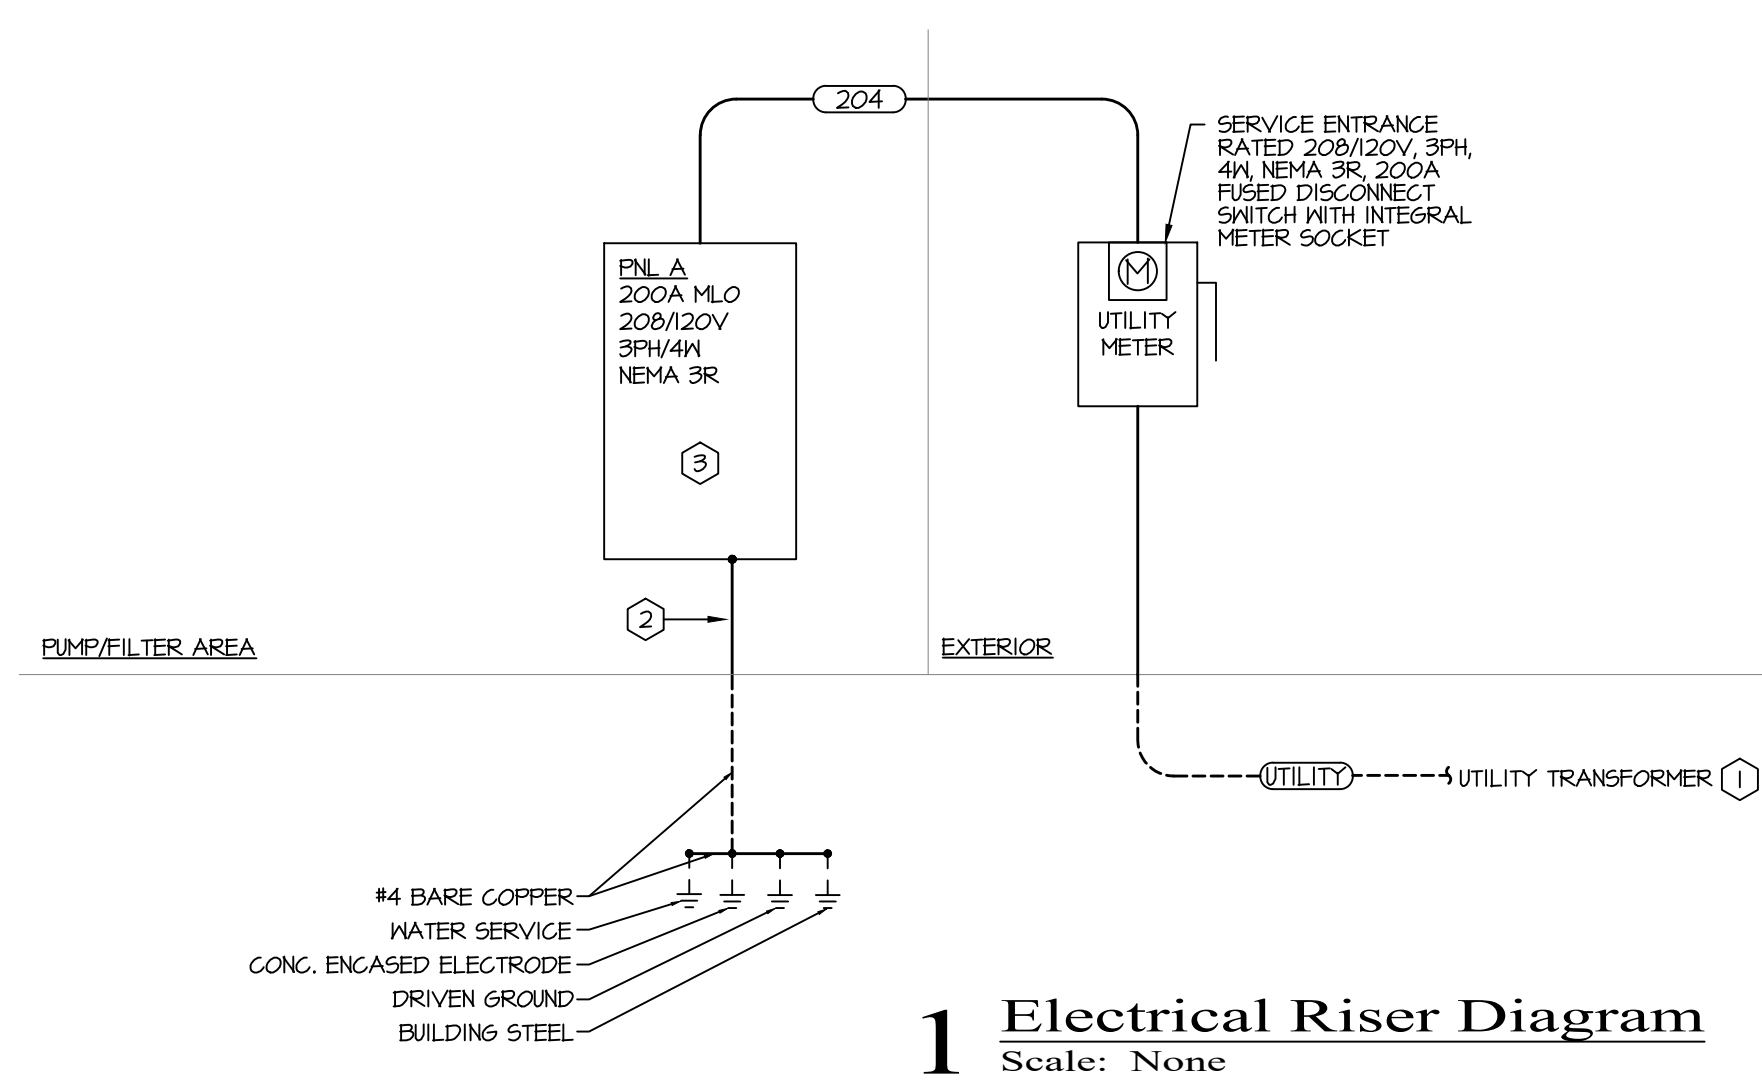 204
SERVICE ENTRANCE
RATED 208/120V, 3PH,
4W, NEMA 3R, 200A
FUSED DISCONNECT
SWITCH WITH INTEGRAL
METER SOCKET
PNL A
200A MLO
208/120V
3PH/4W
NEMA 3R
3
M
UTILITY
METER
2
PUMP/FILTER AREA
EXTERIOR
UTILITY
UTILITY TRANSFORMER 1
#4 BARE COPPER
WATER SERVICE
CONC. ENCASED ELECTRODE
DRIVEN GROUND
BUILDING STEEL
1 Electrical Riser Diagram
Scale: None